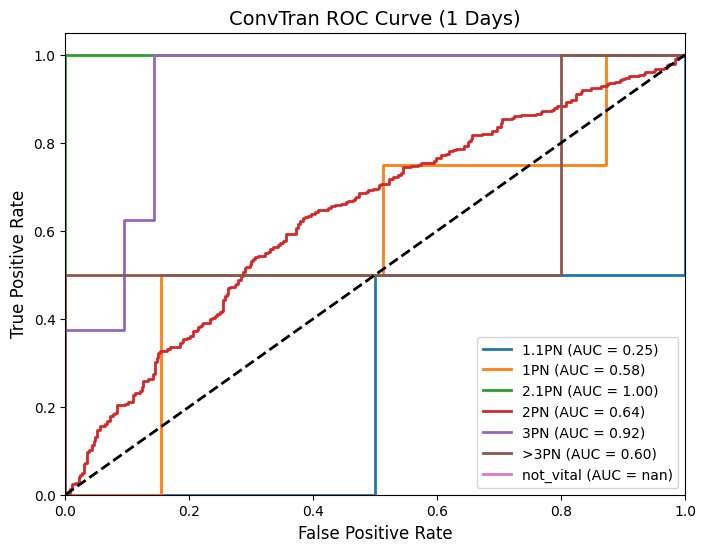 ConvTran ROC Curve (1 Days)
True Positive Rate
1.0
0.8
0.6
0.4
0.2
0.0
1.1PN (AUC = 0.25)
1PN (AUC = 0.58)
2.1PN (AUC = 1.00)
2PN (AUC = 0.64)
3PN (AUC = 0.92)
>3PN (AUC = 0.60)
not_vital (AUC = nan)
0.0 0.2 0.4 0.6 0.8 1.0
False Positive Rate